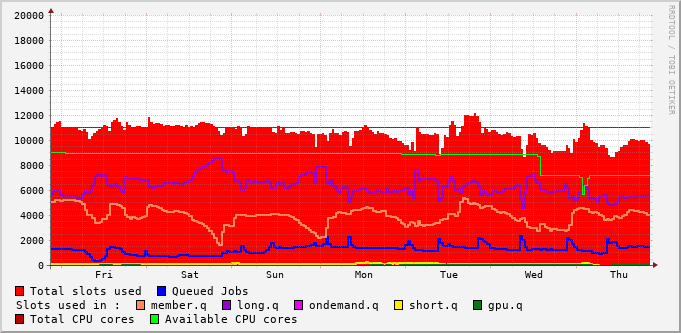 RRDTOOL / TOBI OETIKER
20000
18000
16000
14000
12000
10000
8000
6000
4000
2000
0
Fri Sat Sun Mon Tue Wed Thu
Total slots used Queued Jobs
Slots used in : member.q long.q ondemand.q short.q gpu.q
Total CPU cores Available CPU cores